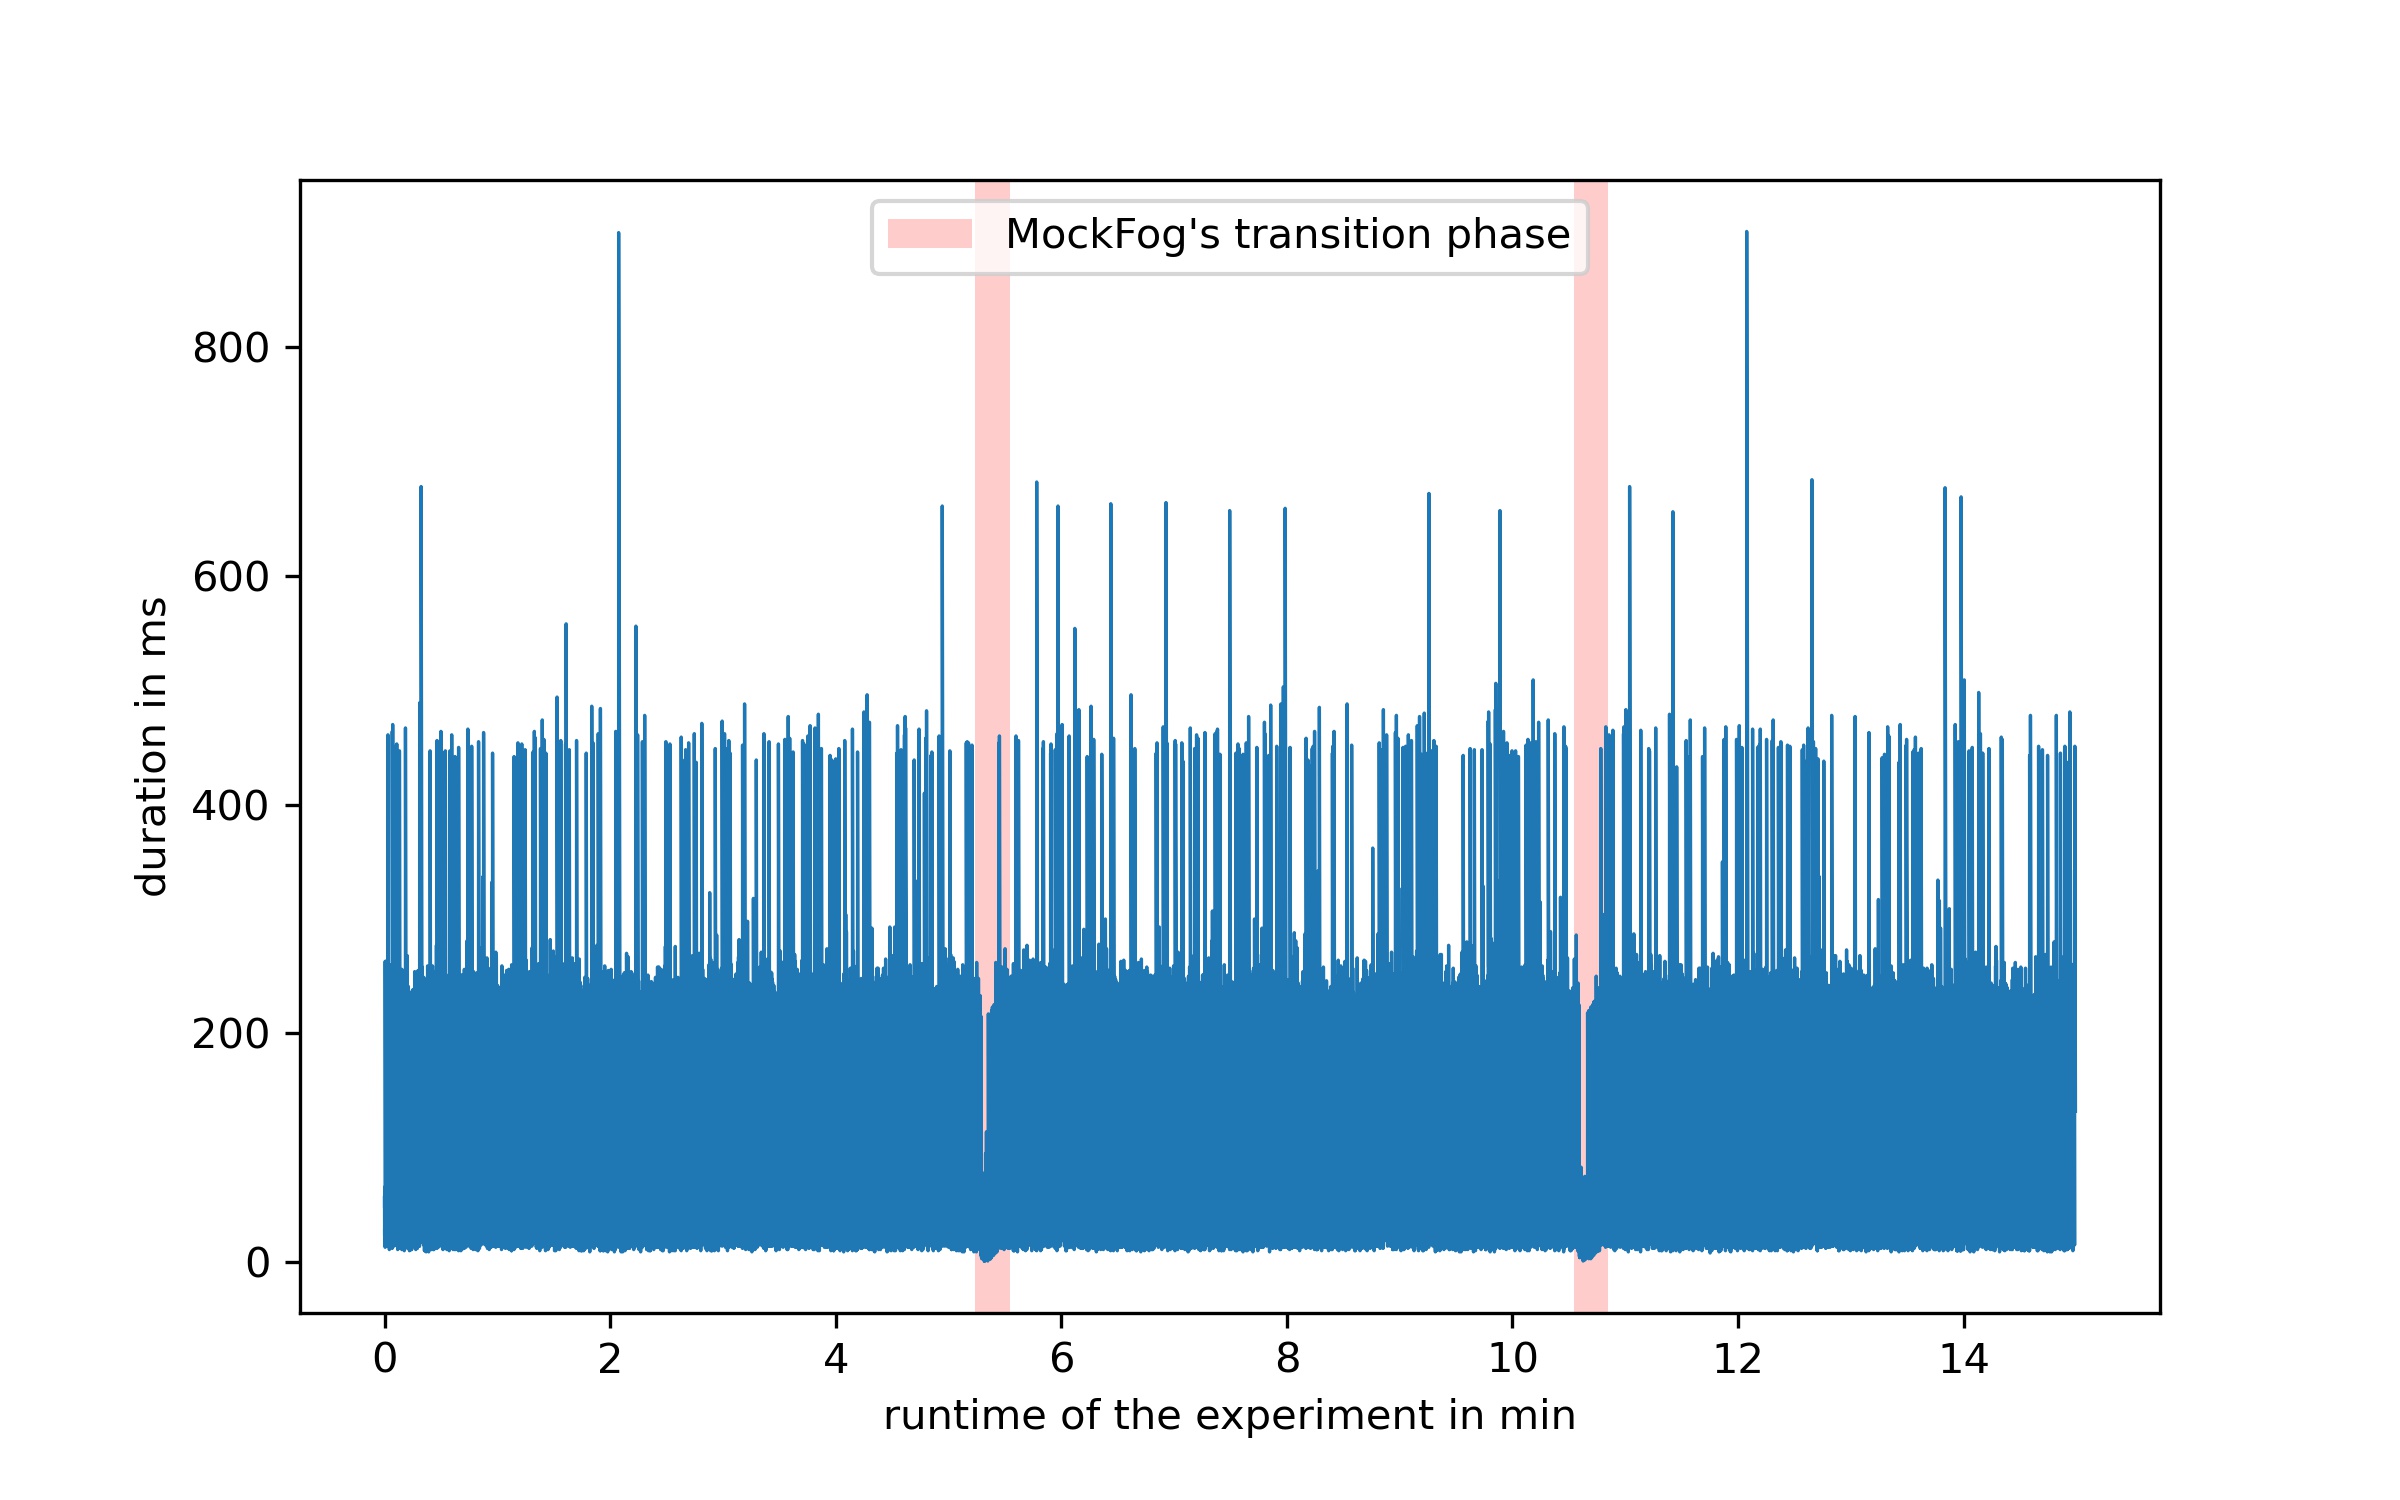 MockFog's transition phase
800
600
400
200
0
duration in ms
0 2 4 6 8 10 12 14
runtime of the experiment in min